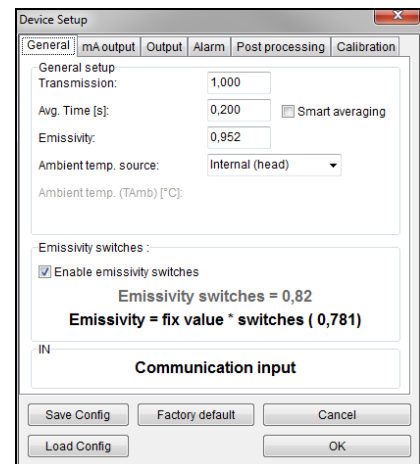 Device Setup
General mA output Output Alarm Post processing Calibration
General setup
Transmission: 1,000
Avg. Time [s]: 0,200 Smart averaging
Emissivity: 0,952
Ambient temp. source: Internal (head)
Ambient temp. (TAmb) [°C]:
Emissivity switches :
Enable emissivity switches
Emissivity switches = 0,82
Emissivity = fix value * switches ( 0,781)
IN
Communication input
Save Config Factory default Cancel
Load Config OK